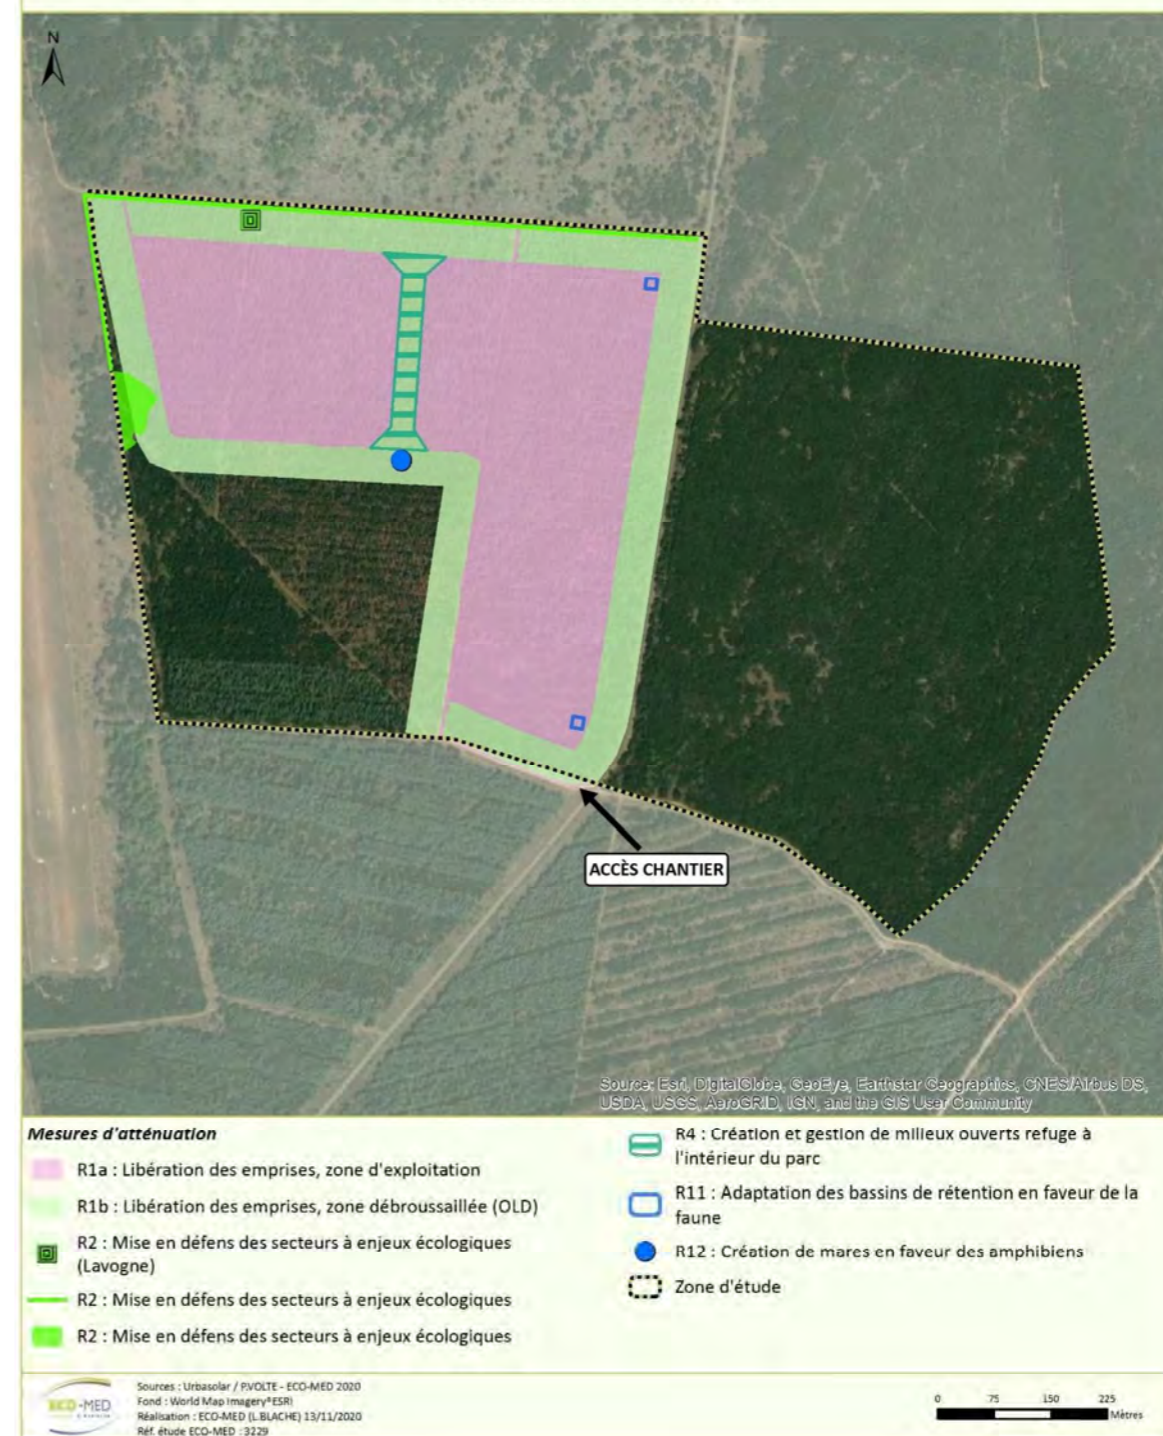 N
ACCÈS CHANTIER
Source: Esri, DigitalGlobe, GeoEye, Earthstar Geographics, CNES/Airbus DS,
USDA, USGS, AeroGRID, IGN, and the GIS User Community
Mesures d'atténuation
R1a : Libération des emprises, zone d'exploitation
R1b : Libération des emprises, zone débroussaillée (OLD)
R2 : Mise en défens des secteurs à enjeux écologiques
(Lavogne)
R2 : Mise en défens des secteurs à enjeux écologiques
R2 : Mise en défens des secteurs à enjeux écologiques
R4 : Création et gestion de milieux ouverts refuge à
l'intérieur du parc
R11 : Adaptation des bassins de rétention en faveur de la
faune
R12 : Création de mares en faveur des amphibiens
Zone d'étude
ECO-MED
Sources : Urbasolar / P.VOLTE - ECO-MED 2020
Fond : World Map Imagery®ESRI
Réalisation : ECO-MED (L.BLACHE) 13/11/2020
Réf. étude ECO-MED : 3229
0 75 150 225
Mètres